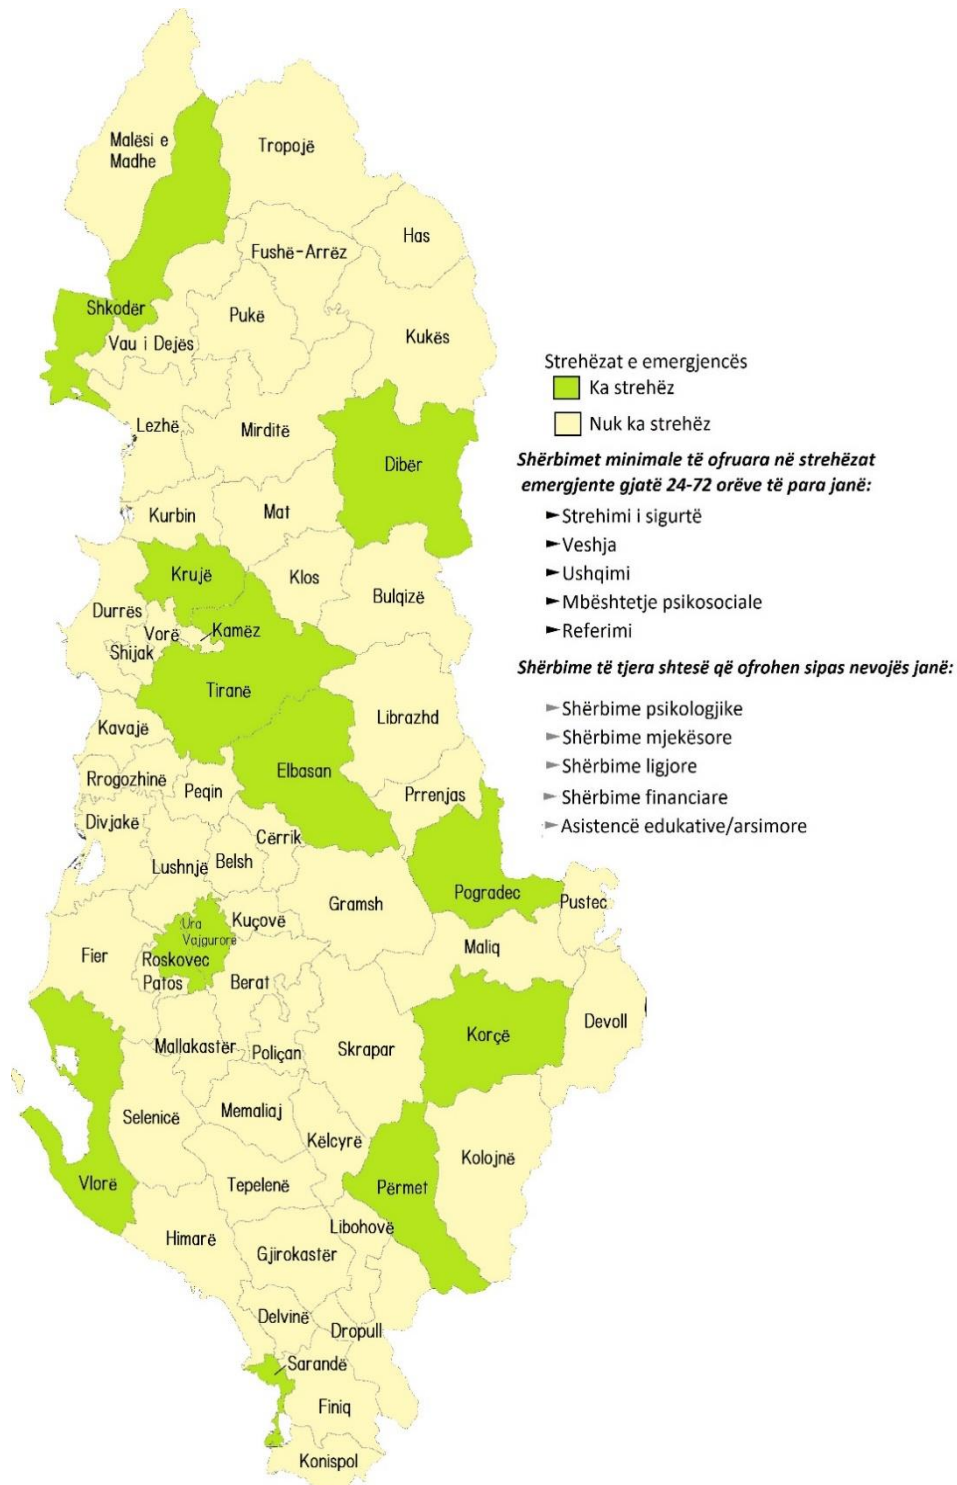 Malësi e
Madhe
Tropojë
Has
Fushë-Arrëz
Shkodër
Pukë
Kukës
Vau i Dejës
Lezhë
Mirditë
Dibër
Kurbin
Mat
Krujë
Klos
Bulqizë
Durrës
Vorë
Kamëz
Shijak
Tiranë
Librazhd
Kavajë
Elbasan
Rrogozhinë
Peqin
Prrenjas
Divjakë
Cërrik
Lushnjë
Belsh
Pogradec
Gramsh
Pustec
Ura
Vajgurore
Kuçovë
Maliq
Fier
Roskovec
Patos
Berat
Devoll
Korçë
Mallakastër
Poliçan
Skrapar
Selenicë
Memaliaj
Këlcyrë
Kolojnë
Vlorë
Tepelenë
Përmet
Himarë
Libohovë
Gjirokastër
Delvinë
Dropull
Sarandë
Finiq
Konispol
Strehëzat e emergjencës
Ka strehëz
Nuk ka strehëz
Shërbimet minimale të ofruara në strehëzat
emergjente gjatë 24-72 orëve të para janë:
►Strehimi i sigurtë
►Veshja
►Ushqimi
►Mbështetje psikosociale
►Referimi
Shërbime të tjera shtesë që ofrohen sipas nevojës janë:
►Shërbime psikologjike
►Shërbime mjekësore
►Shërbime ligjore
►Shërbime financiare
►Asistencë edukative/arsimore